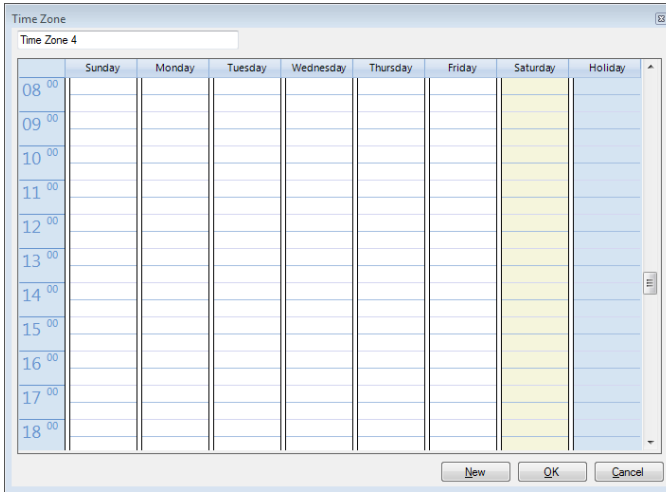 Time Zone
Time Zone 4
Sunday Monday Tuesday Wednesday Thursday Friday Saturday Holiday
08 00
09 00
10 00
11 00
12 00
13 00
14 00
15 00
16 00
17 00
18 00
New OK Cancel